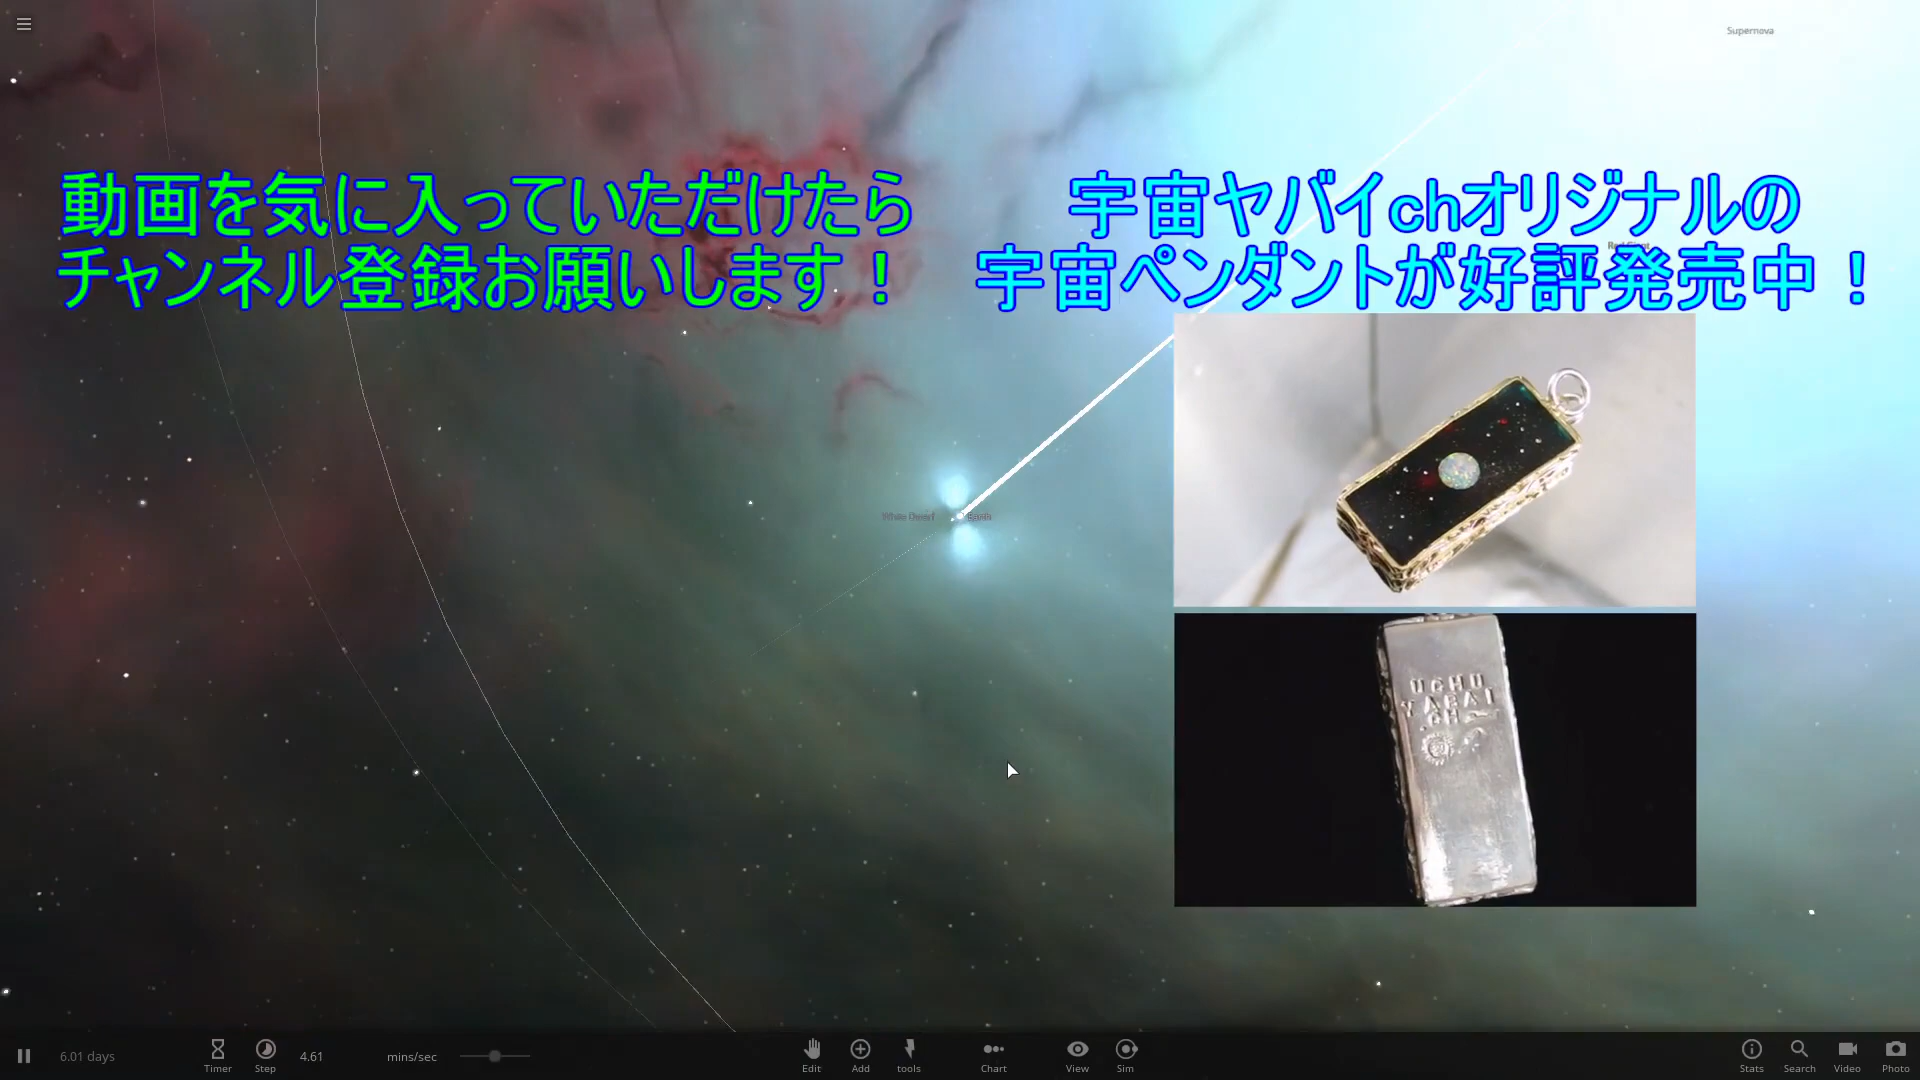 Supernova
動画を気に入っていただけたら
チャンネル登録お願いします！
宇宙ヤバイchオリジナルの
宇宙ペンダントが好評発売中！
Red Giant
White Dwarf
Earth
UCHU
YABAI
CH
6.01 days
Timer
Step
4.61
mins/sec
Edit
Add
tools
Chart
View
Sim
Stats
Search
Video
Photo